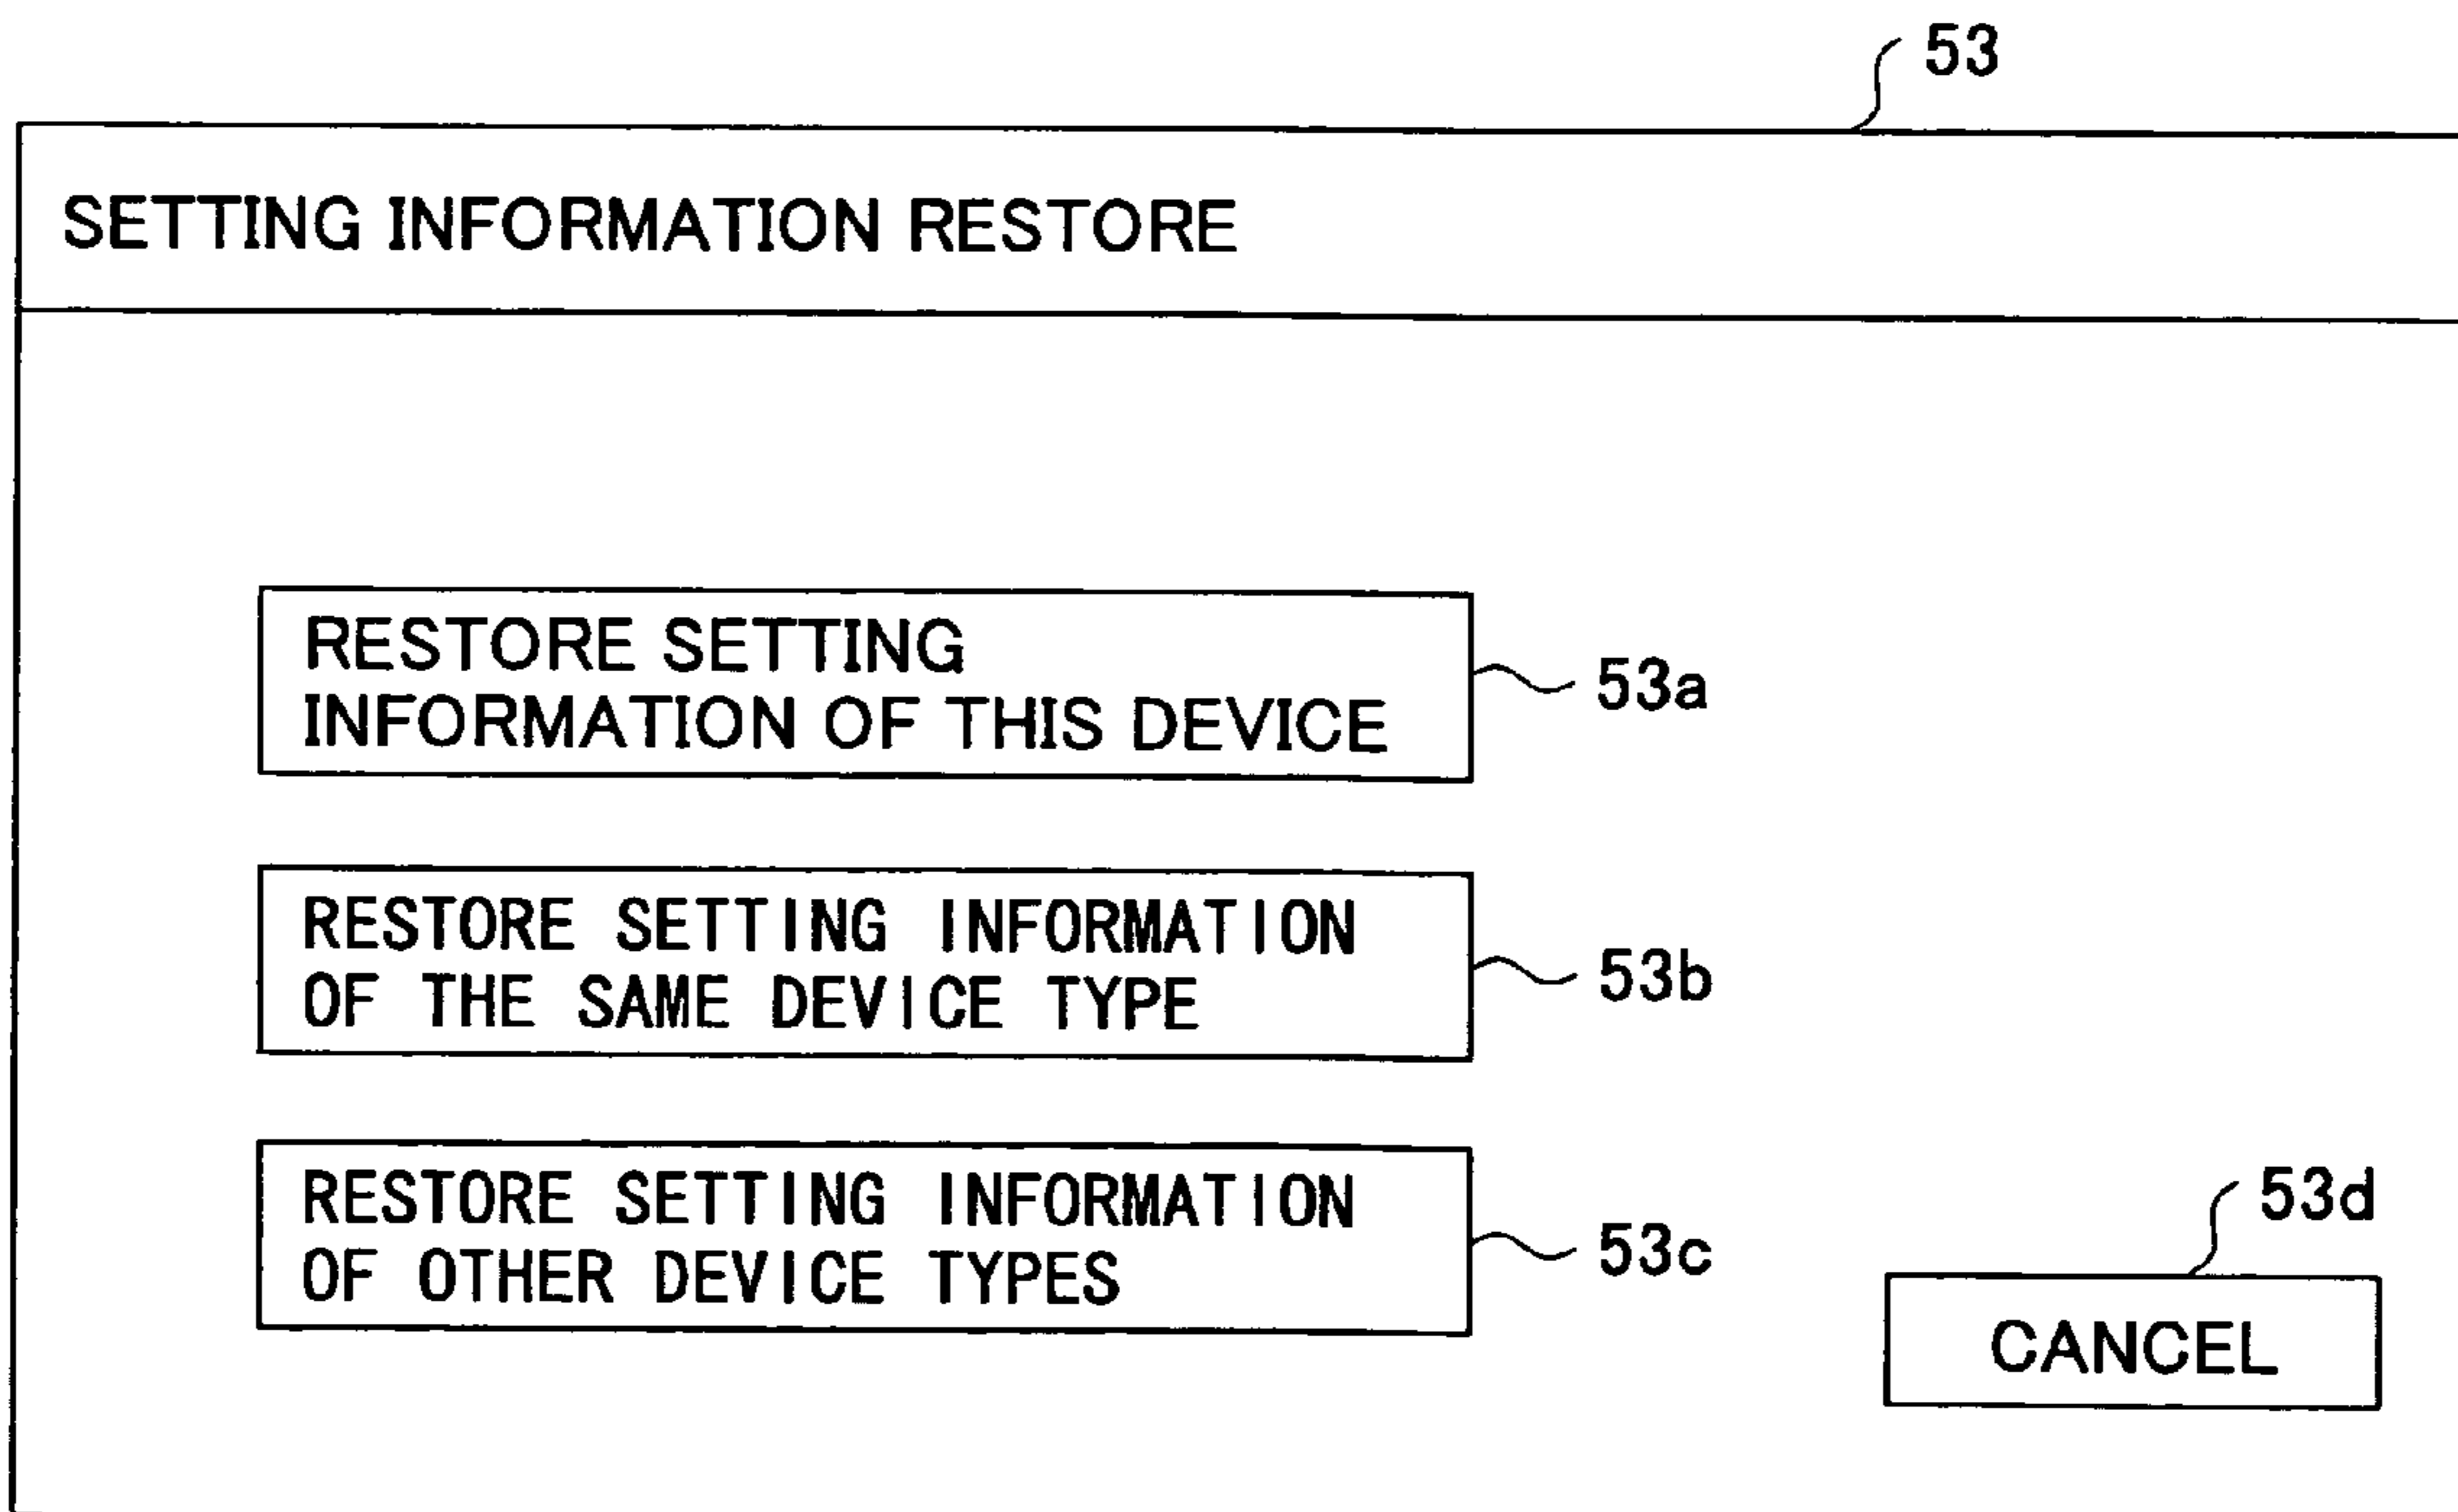 53
SETTING INFORMATION RESTORE
RESTORE SETTING
INFORMATION OF THIS DEVICE
53a
RESTORE SETTING INFORMATION
OF THE SAME DEVICE TYPE
53b
RESTORE SETTING INFORMATION
OF OTHER DEVICE TYPES
53c
53d
CANCEL